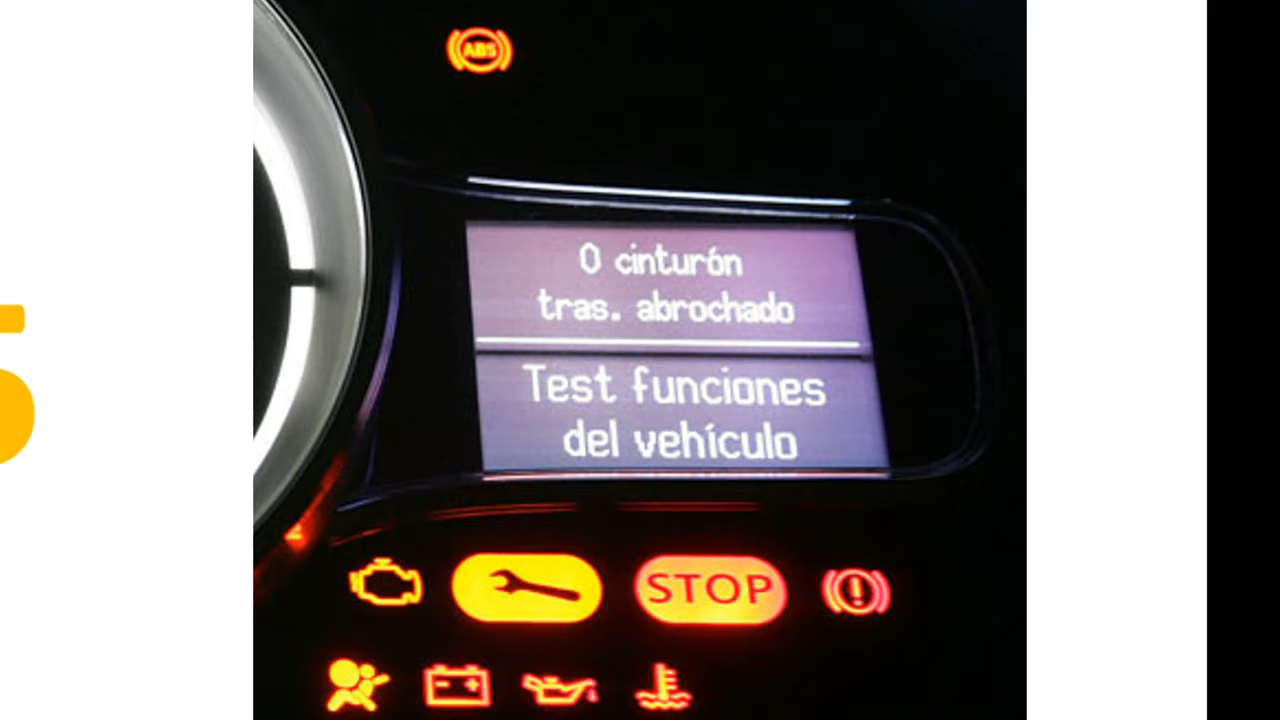 ABS
0 cinturón
tras. abrochado
Test funciones
del vehículo
STOP